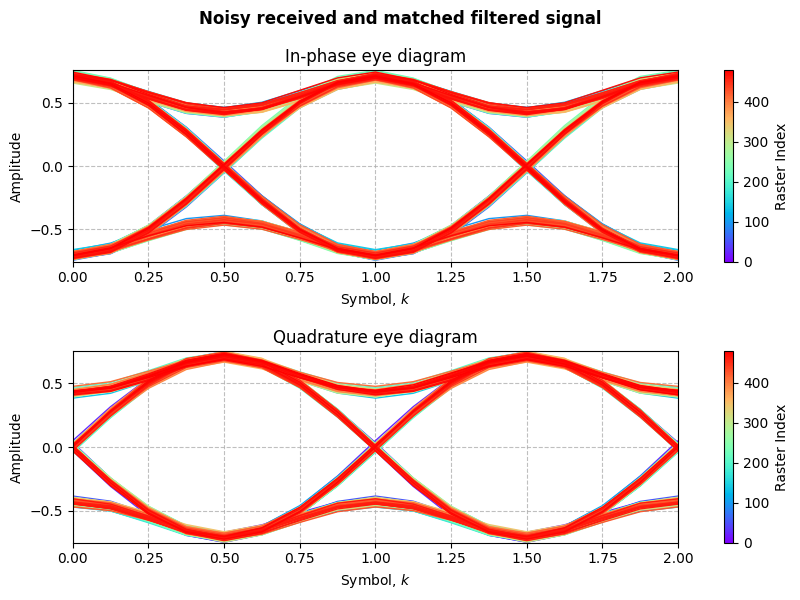 Noisy received and matched filtered signal
In-phase eye diagram
Amplitude
0.5
0.0
−0.5
0.00 0.25 0.50 0.75 1.00 1.25 1.50 1.75 2.00
Symbol, k
400
300
200
100
0
Raster Index
Quadrature eye diagram
Amplitude
0.5
0.0
−0.5
0.00 0.25 0.50 0.75 1.00 1.25 1.50 1.75 2.00
Symbol, k
400
300
200
100
0
Raster Index